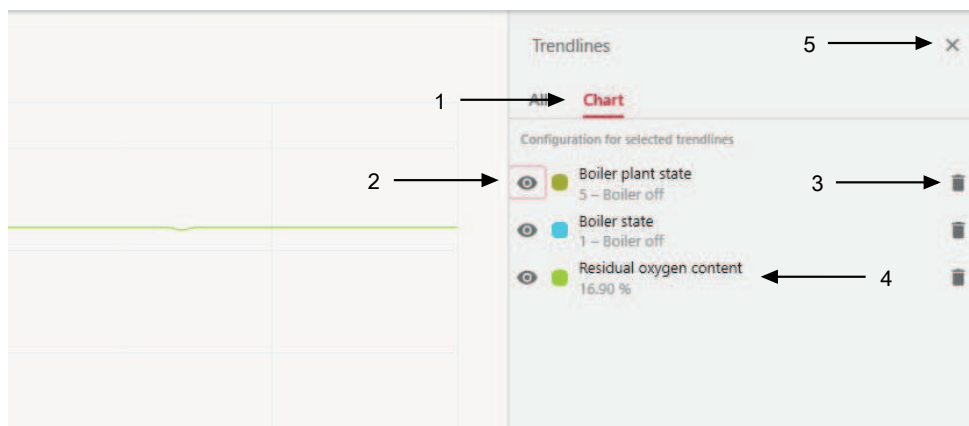 Trendlines
5
1
All
Chart
Configuration for selected trendlines
2
Boiler plant state
5 – Boiler off
3
Boiler state
1 – Boiler off
Residual oxygen content
16.90 %
4